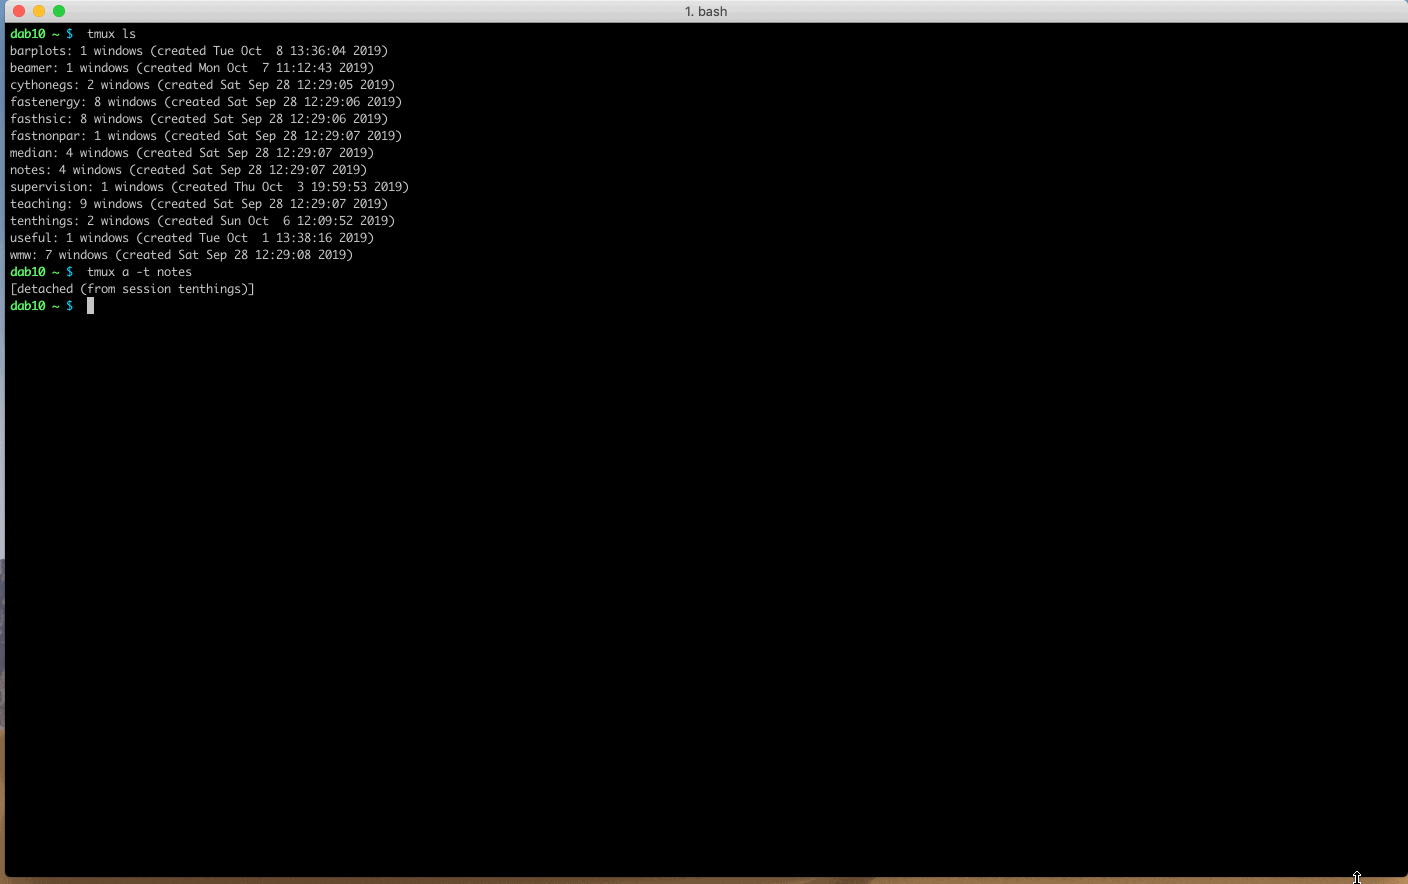 1. bash
dab10 ~ $  tmux ls
barplots: 1 windows (created Tue Oct  8 13:36:04 2019)
beamer: 1 windows (created Mon Oct  7 11:12:43 2019)
cythonegs: 2 windows (created Sat Sep 28 12:29:05 2019)
fastenergy: 8 windows (created Sat Sep 28 12:29:06 2019)
fasthsic: 8 windows (created Sat Sep 28 12:29:06 2019)
fastnonpar: 1 windows (created Sat Sep 28 12:29:07 2019)
median: 4 windows (created Sat Sep 28 12:29:07 2019)
notes: 4 windows (created Sat Sep 28 12:29:07 2019)
supervision: 1 windows (created Thu Oct  3 19:59:53 2019)
teaching: 9 windows (created Sat Sep 28 12:29:07 2019)
tenthings: 2 windows (created Sun Oct  6 12:09:52 2019)
useful: 1 windows (created Tue Oct  1 13:38:16 2019)
wmw: 7 windows (created Sat Sep 28 12:29:08 2019)
dab10 ~ $  tmux a -t notes
[detached (from session tenthings)]
dab10 ~ $